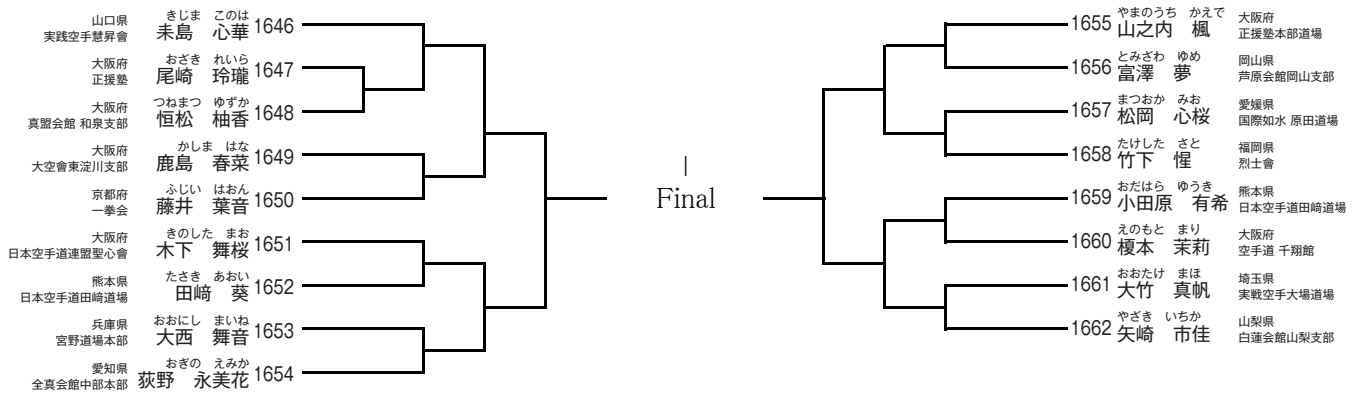 きじま このは
山口県
実践空手慧昇會
耒島 心華 1646
おざき れいら
大阪府
正援塾
尾崎 玲瓏 1647
つねまつ ゆずか
大阪府
真盟会館 和泉支部
恒松 柚香 1648
かしま はな
大阪府
大空會東淀川支部
鹿島 春菜 1649
ふじい はおん
京都府
一拳会
藤井 葉音 1650
きのした まお
大阪府
日本空手道連盟聖心會
木下 舞桜 1651
たさき あおい
熊本県
日本空手道田﨑道場
田﨑 葵 1652
おおにし まいね
兵庫県
宮野道場本部
大西 舞音 1653
おぎの えみか
愛知県
全真会館中部本部
荻野 永美花 1654
Final
やまのうち かえで
1655 山之内 楓
大阪府
正援塾本部道場
とみざわ ゆめ
1656 富澤 夢
岡山県
芦原会館岡山支部
まつおか みお
1657 松岡 心桜
愛媛県
国際如水 原田道場
たけした さと
1658 竹下 惺
福岡県
烈士會
おだはら ゆうき
1659 小田原 有希
熊本県
日本空手道田﨑道場
えのもと まり
1660 榎本 茉莉
大阪府
空手道 千翔館
おおたけ まほ
1661 大竹 真帆
埼玉県
実戦空手大場道場
やざき いちか
1662 矢崎 市佳
山梨県
白蓮会館山梨支部